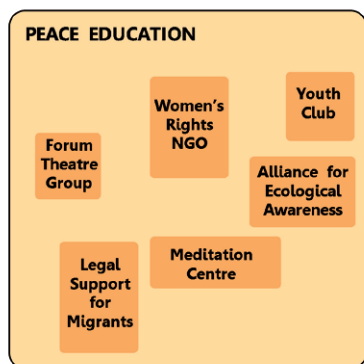 PEACE EDUCATION
Women's
Rights
NGO
Youth
Club
Forum
Theatre
Group
Alliance for
Ecological
Awareness
Legal
Support
for
Migrants
Meditation
Centre